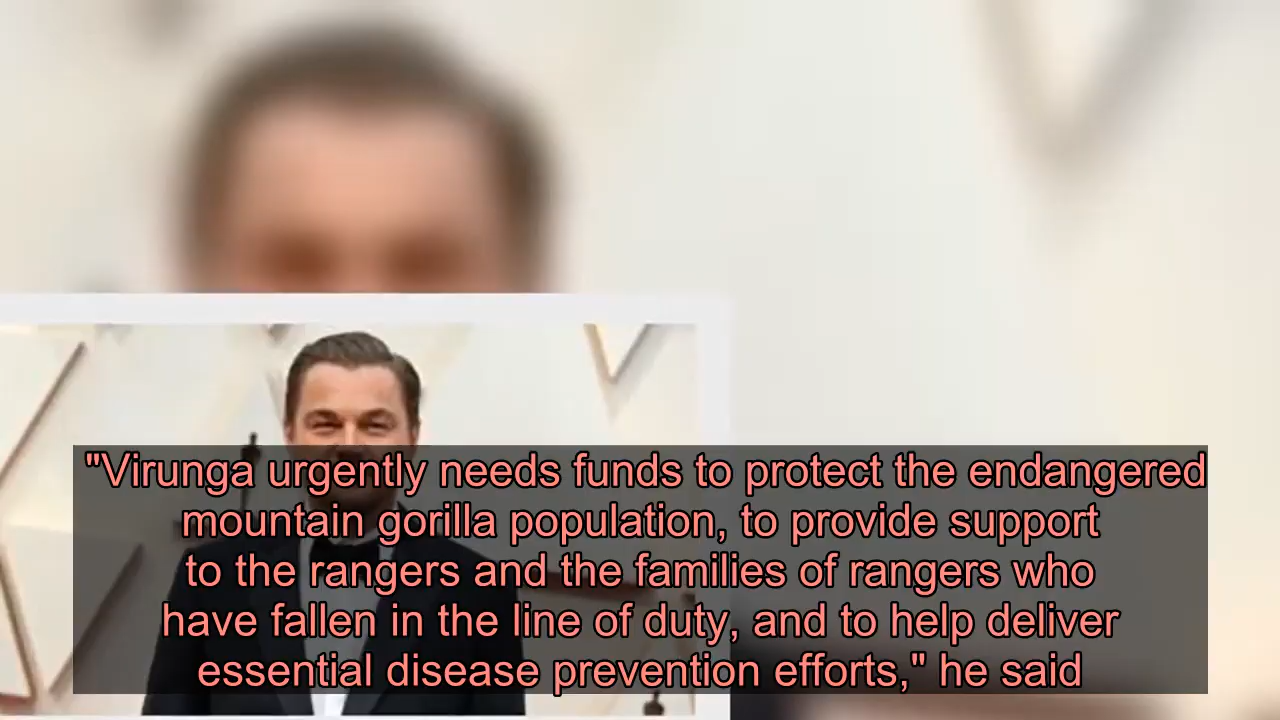 "Virunga urgently needs funds to protect the endangered
mountain gorilla population, to provide support
to the rangers and the families of rangers who
have fallen in the line of duty, and to help deliver
essential disease prevention efforts," he said